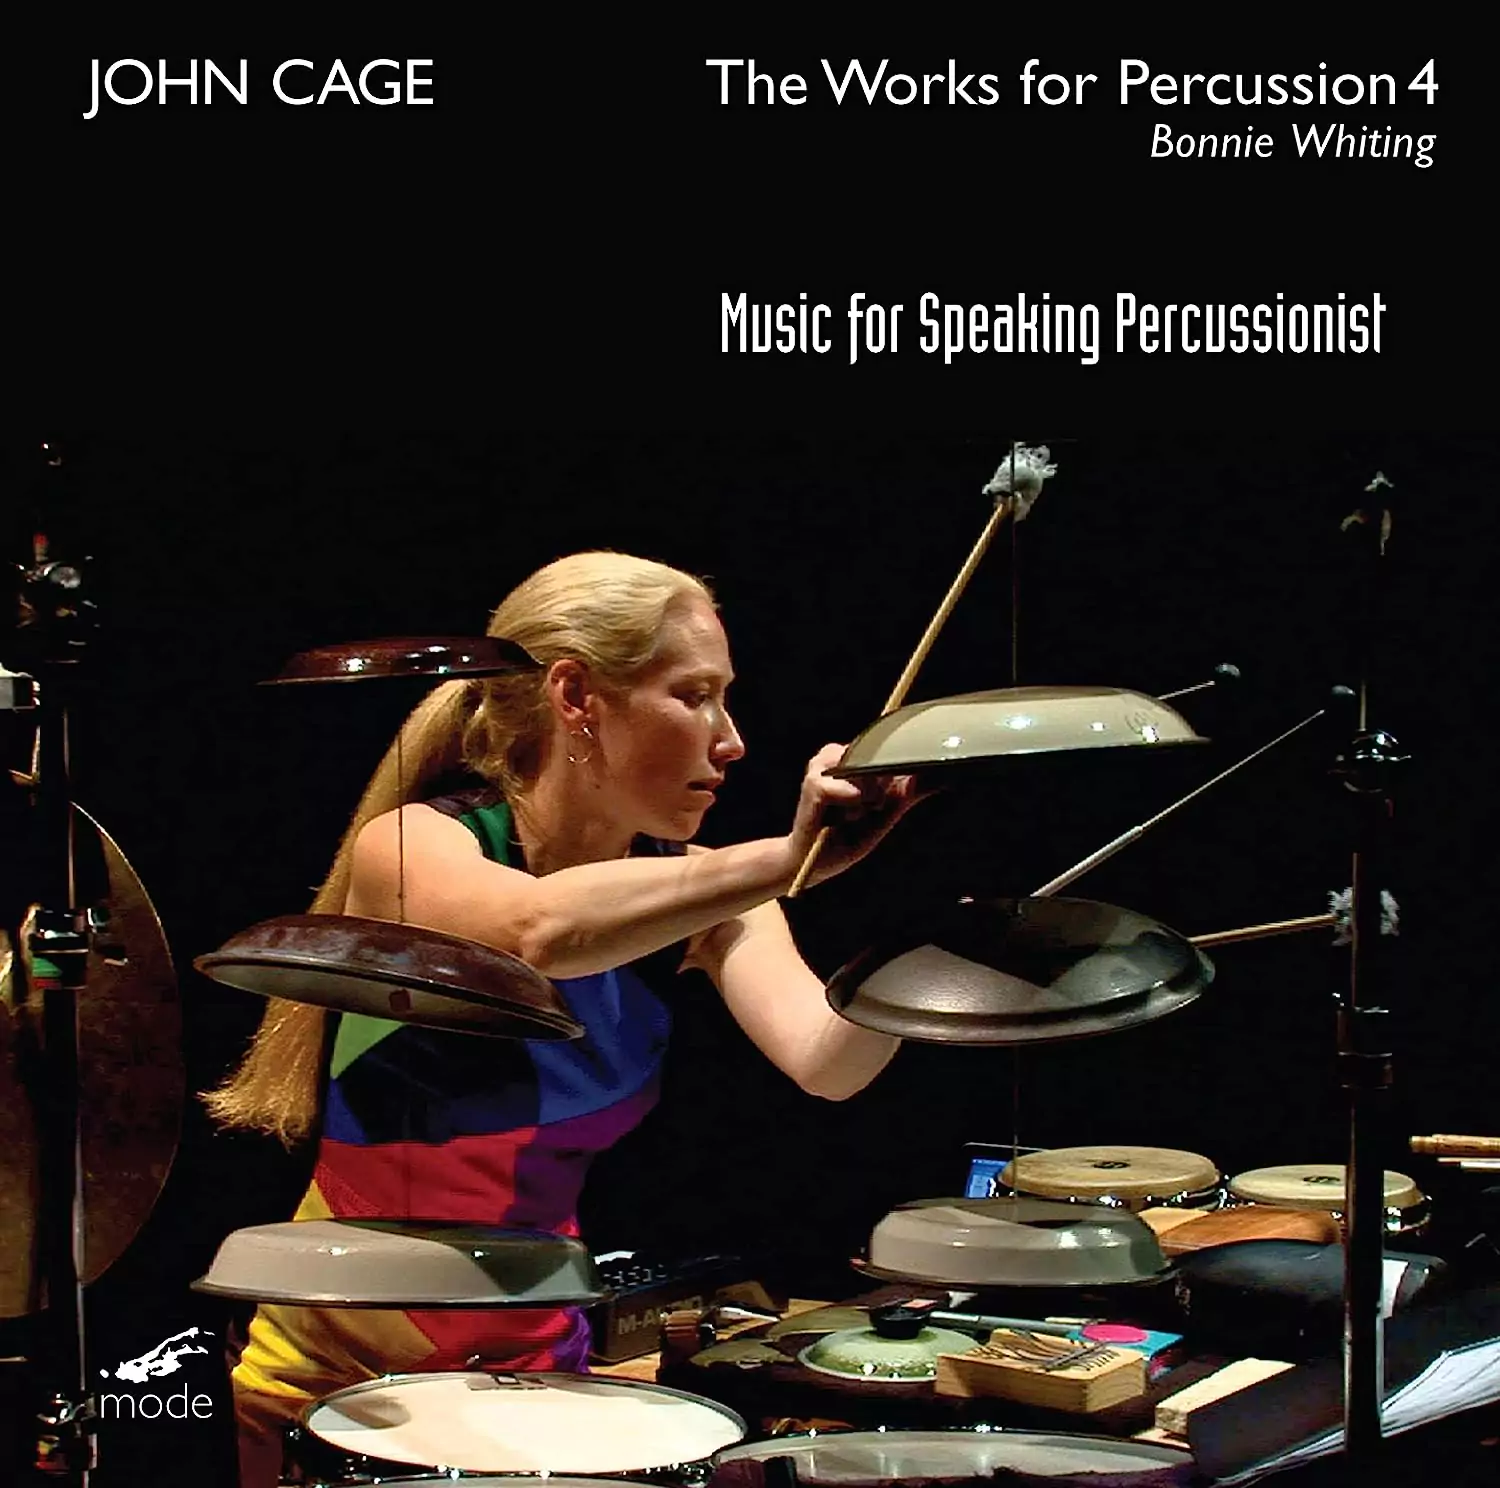 JOHN CAGE
The Works for Percussion 4
Bonnie Whiting
Music for Speaking Percussionist
mode